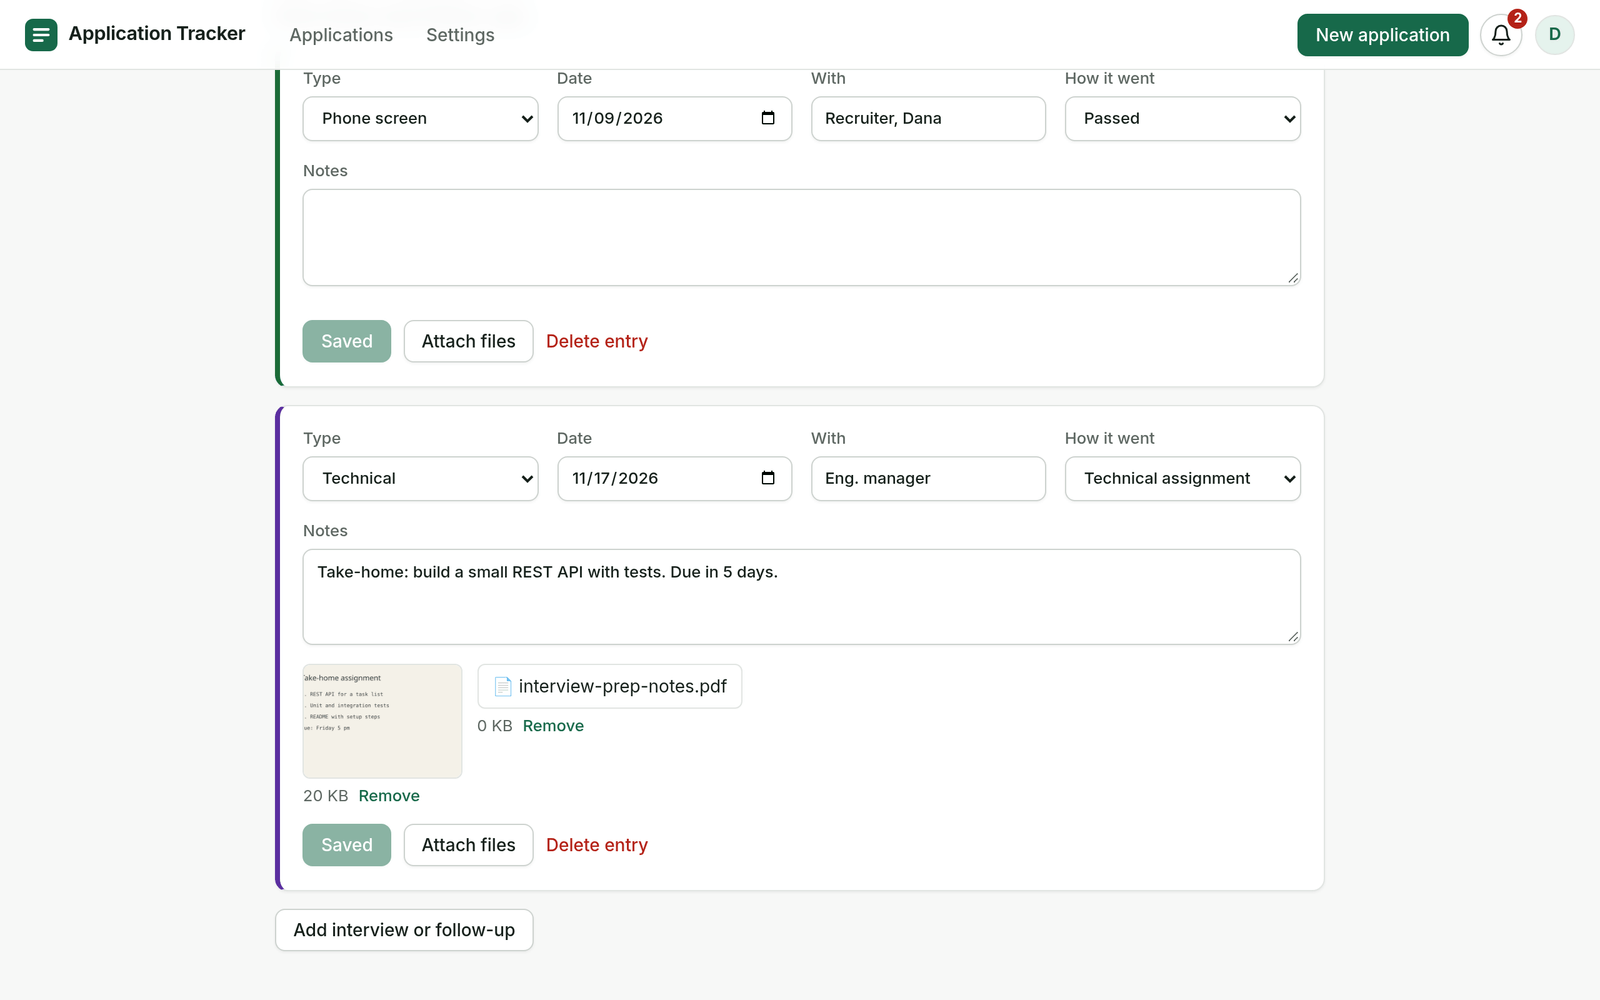 Application Tracker
Applications
Settings
New application
2
D
Type
Date
With
How it went
Phone screen
11/09/2026
Recruiter, Dana
Passed
Notes
Saved
Attach files
Delete entry
Type
Date
With
How it went
Technical
11/17/2026
Eng. manager
Technical assignment
Notes
Take-home: build a small REST API with tests. Due in 5 days.
ake-home assignment
. REST API for a task list
. Unit and integration tests
. README with setup steps
ue: Friday 5 pm
interview-prep-notes.pdf
0 KB Remove
20 KB Remove
Saved
Attach files
Delete entry
Add interview or follow-up